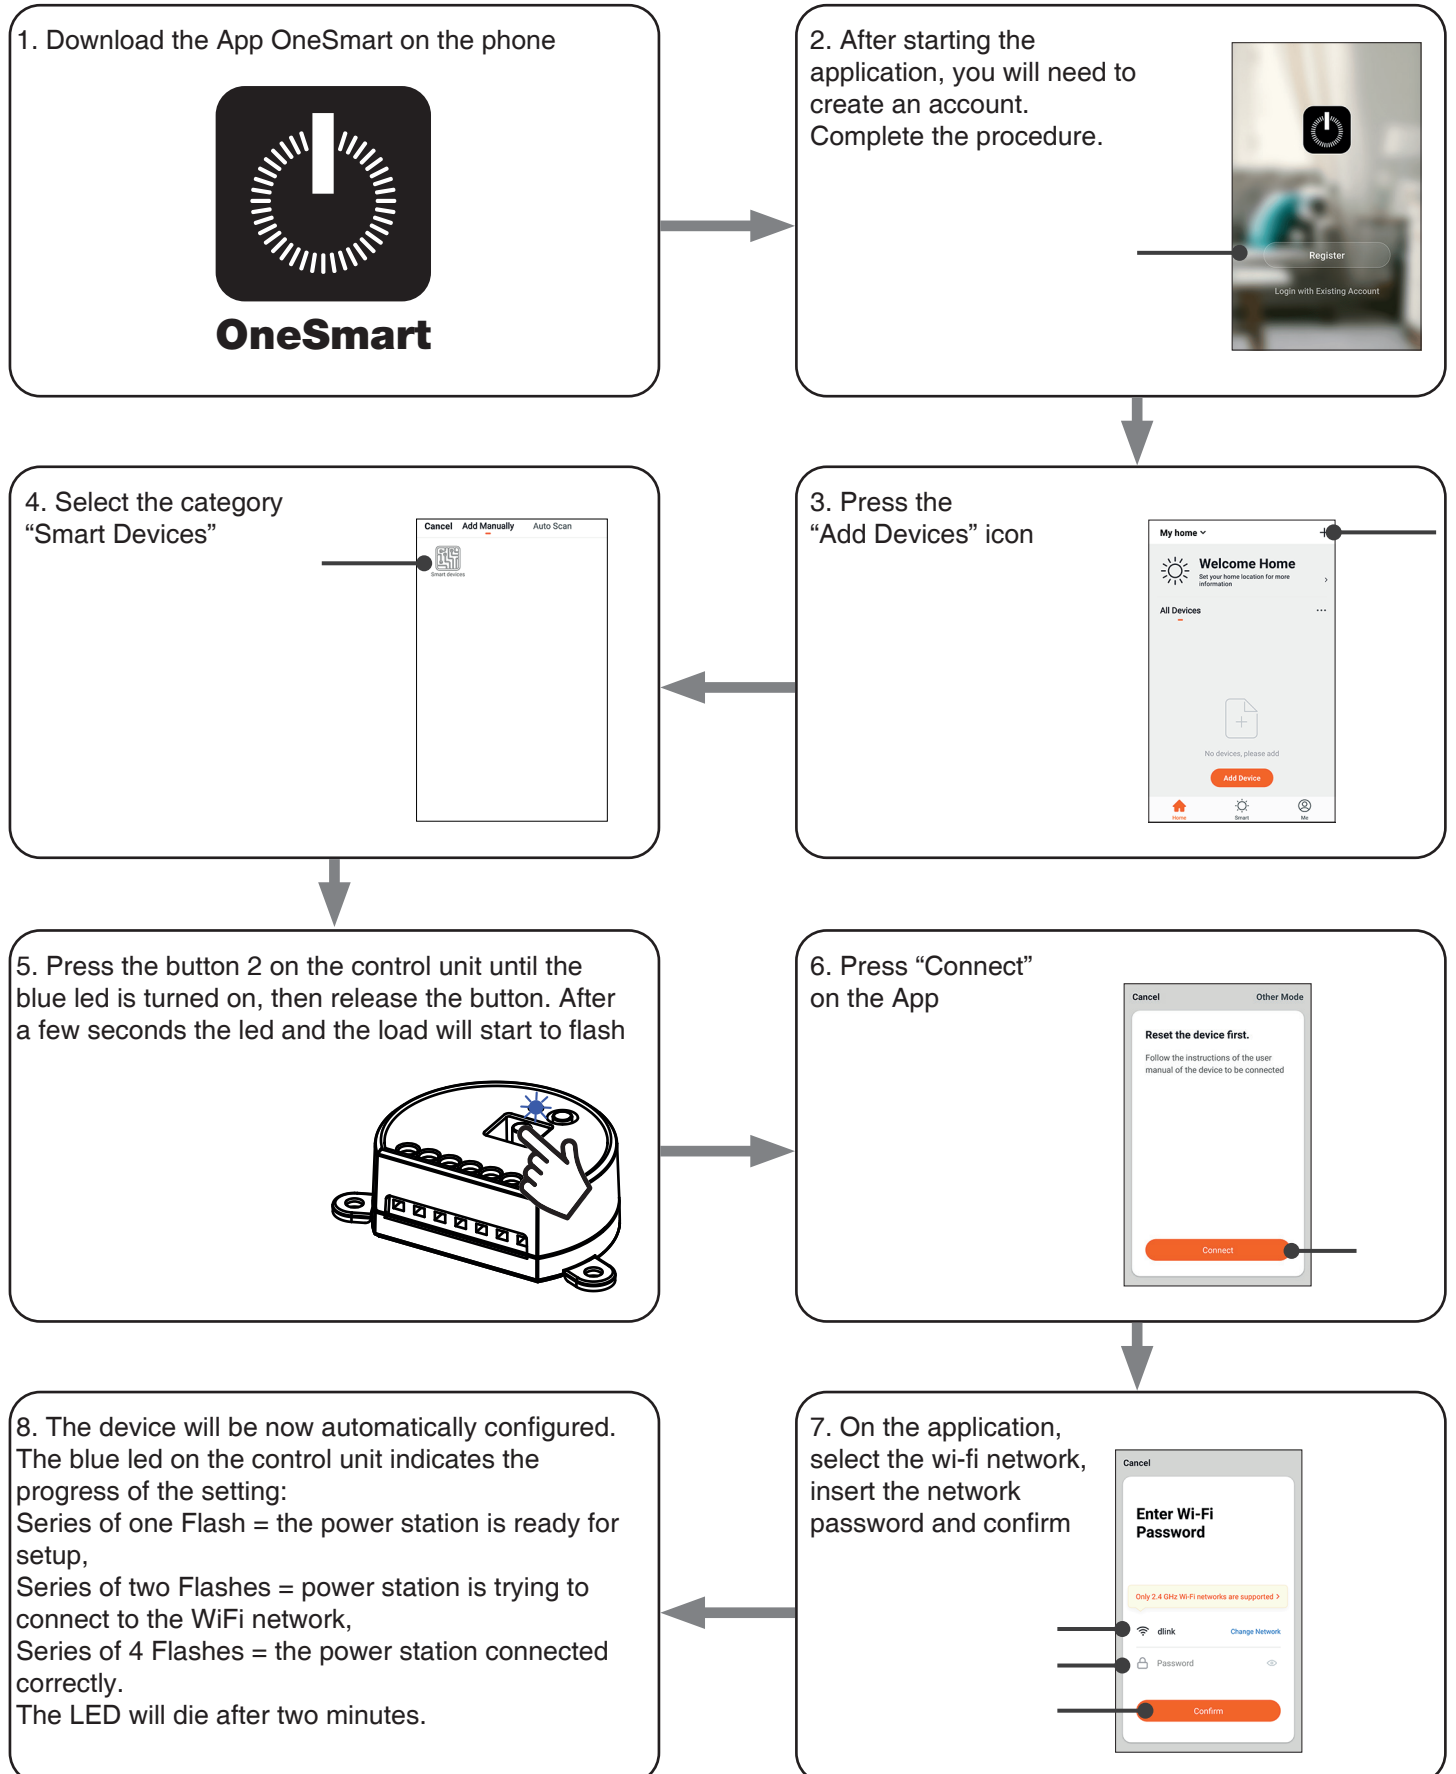 1. Download the App OneSmart on the phone
OneSmart
2. After starting the
application, you will need to
create an account.
Complete the procedure.
Register
Login with Existing Account
3. Press the
“Add Devices” icon
My home
Welcome Home
Set your home location for more
information
All Devices
No devices, please add
Add Device
Home
Smart
Me
4. Select the category
“Smart Devices”
Cancel Add Manually Auto Scan
Smart devices
5. Press the button 2 on the control unit until the
blue led is turned on, then release the button. After
a few seconds the led and the load will start to flash
6. Press “Connect”
on the App
Cancel Other Mode
Reset the device first.
Follow the instructions of the user
manual of the device to be connected
Connect
7. On the application,
select the wi-fi network,
insert the network
password and confirm
Cancel
Enter Wi-Fi
Password
Only 2.4 GHz Wi-Fi networks are supported >
dlink Change Network
Password
Confirm
8. The device will be now automatically configured.
The blue led on the control unit indicates the
progress of the setting:
Series of one Flash = the power station is ready for
setup,
Series of two Flashes = power station is trying to
connect to the WiFi network,
Series of 4 Flashes = the power station connected
correctly.
The LED will die after two minutes.